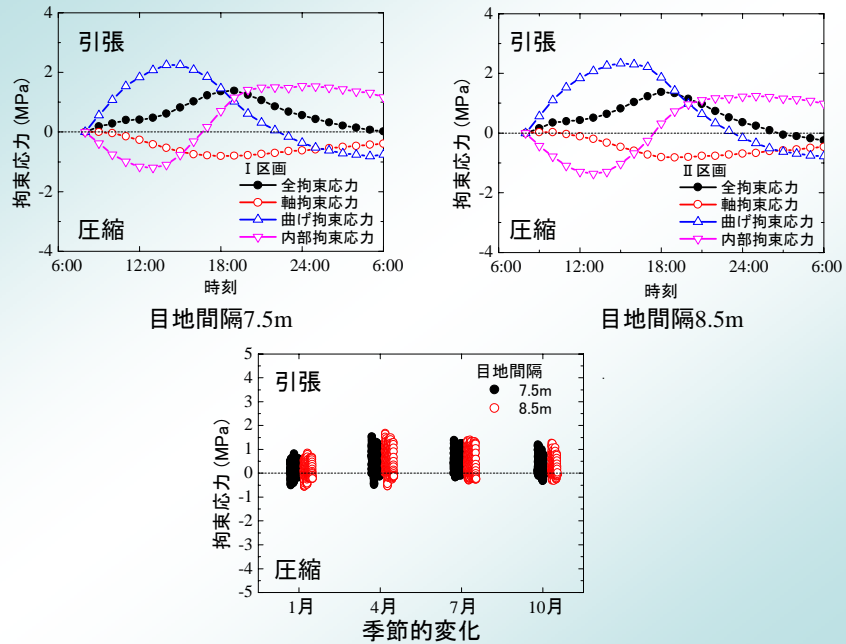 4
2
0
-2
-4
拘束応力 (MPa)
引張
圧縮
Ⅰ区画
全拘束応力
軸拘束応力
曲げ拘束応力
内部拘束応力
6:00 12:00 18:00 24:00 6:00
時刻
目地間隔7.5m
4
2
0
-2
-4
拘束応力 (MPa)
引張
圧縮
Ⅱ区画
全拘束応力
軸拘束応力
曲げ拘束応力
内部拘束応力
6:00 12:00 18:00 24:00 6:00
時刻
目地間隔8.5m
5
4
3
2
1
0
-1
-2
-3
-4
-5
拘束応力 (MPa)
引張
圧縮
目地間隔
7.5m
8.5m
1月 4月 7月 10月
季節的変化